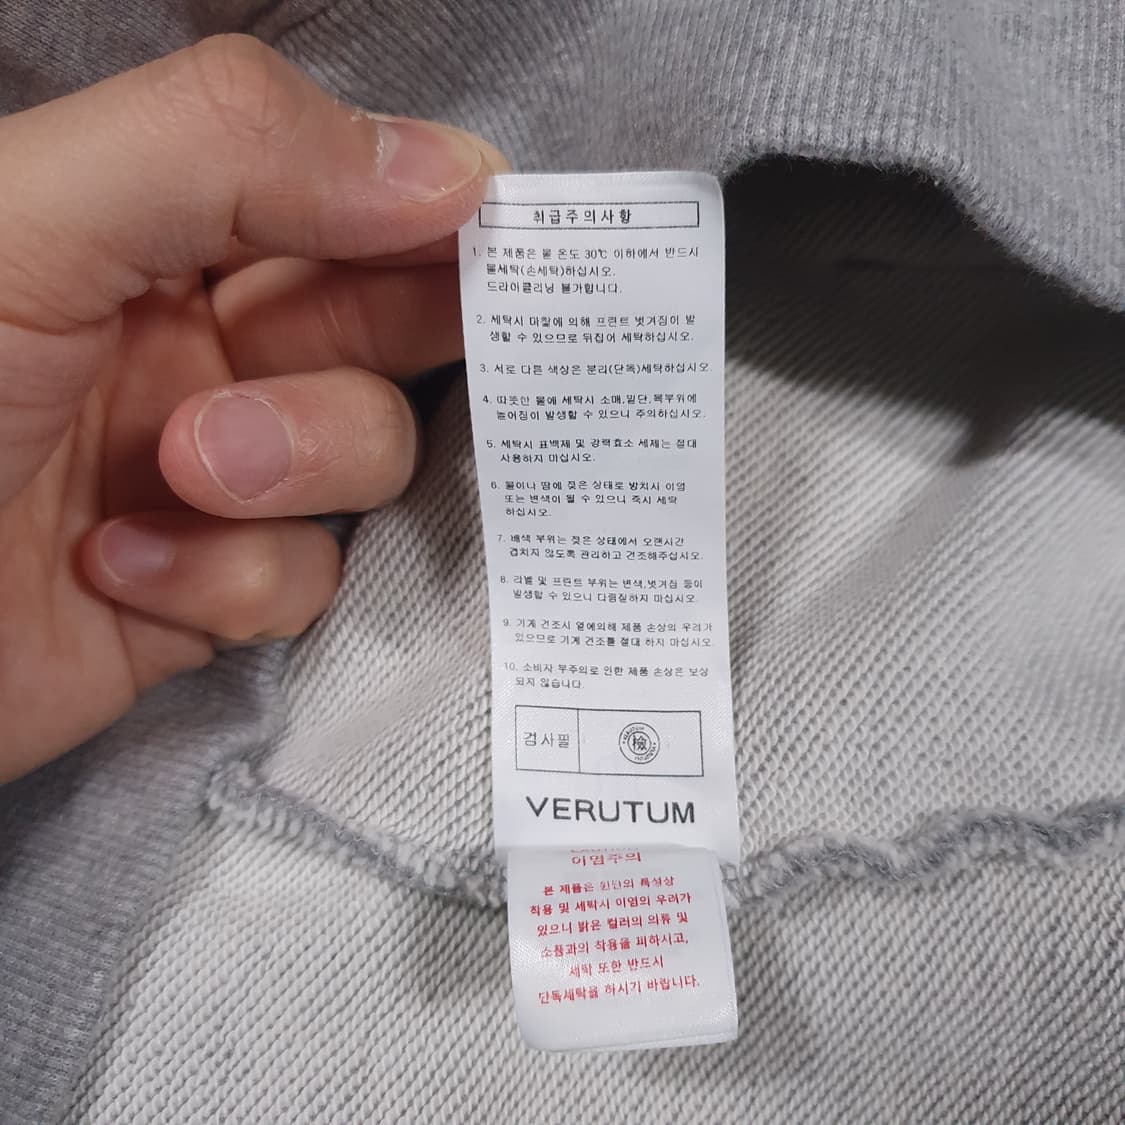 취급주의사항
1. 본 제품은 물 온도 30℃ 이하에서 반드시
물세탁(손세탁)하십시오.
드라이클리닝 불가합니다.
2. 세탁시 마찰에 의해 프린트 벗겨짐이 발
생할 수 있으므로 뒤집어 세탁하십시오.
3. 서로 다른 색상은 분리(단독)세탁하십시오.
4. 따뜻한 물에 세탁시 소매,밑단,목부위에
늘어짐이 발생할 수 있으니 주의하십시오.
5. 세탁시 표백제 및 강력효소 세제는 절대
사용하지 마십시오.
6. 물이나 땀에 젖은 상태로 방치시 이염
또는 변색이 될 수 있으니 즉시 세탁
하십시오.
7. 배색 부위는 젖은 상태에서 오랜시간
겹치지 않도록 관리하고 건조해주십시오.
8. 라벨 및 프린트 부위는 변색,벗겨짐 등이
발생할 수 있으니 다림질하지 마십시오.
9. 기계 건조시 열에의해 제품 손상의 우려가
있으므로 기계 건조를 절대 하지 마십시오.
10. 소비자 부주의로 인한 제품 손상은 보상
되지 않습니다.
검사필
VERUTUM
檢
VERUTUM
VERUTUM
이염주의
본 제품은 원단의 특성상
착용 및 세탁시 이염의 우려가
있으니 밝은 컬러의 의류 및
소품과의 착용을 피하시고,
세탁 또한 반드시
단독세탁을 하시기 바랍니다.